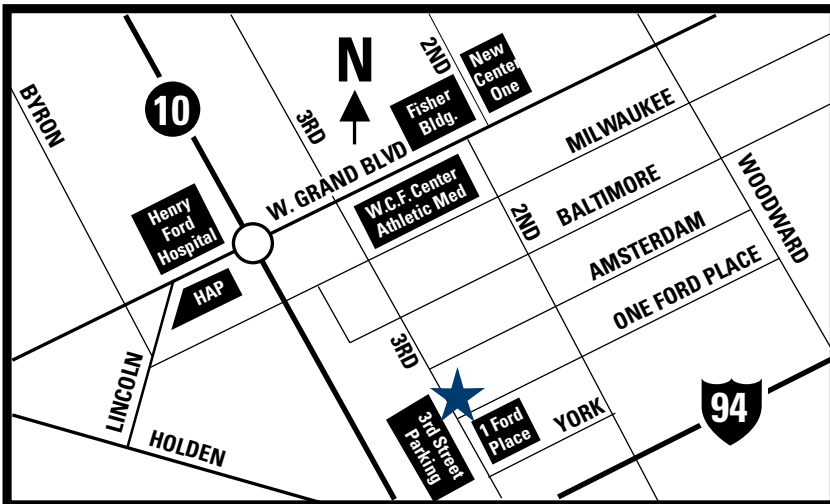 10
BYRON
3RD
N
2ND
New
Center
One
Fisher
Bldg.
W. GRAND BLVD
MILWAUKEE
W.C.F. Center
Athletic Med
Henry
Ford
Hospital
HAP
2ND
BALTIMORE
AMSTERDAM
WOODWARD
ONE FORD PLACE
3RD
LINCOLN
HOLDEN
3rd Street
Parking
1 Ford
Place
YORK
94